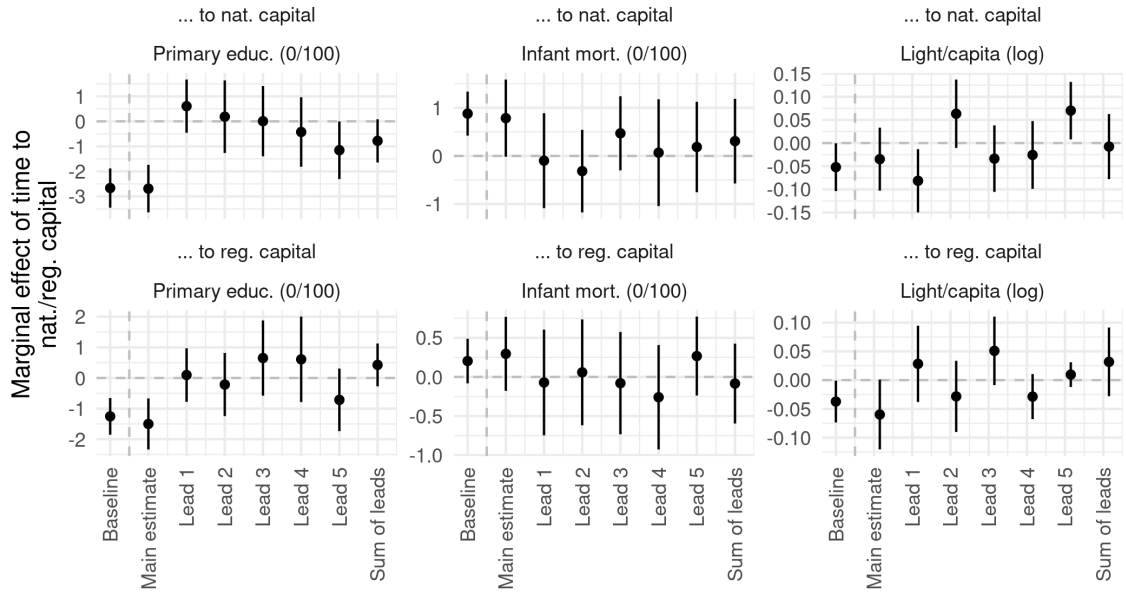 ... to nat. capital
... to nat. capital
... to nat. capital
Primary educ. (0/100)
Infant mort. (0/100)
Light/capita (log)
1
0
-1
-2
-3
1
0
-1
0.15
0.10
0.05
0.00
-0.05
-0.10
-0.15
Marginal effect of time to
nat./reg. capital
... to reg. capital
... to reg. capital
... to reg. capital
Primary educ. (0/100)
Infant mort. (0/100)
Light/capita (log)
2
1
0
-1
-2
0.5
0.0
-0.5
-1.0
0.10
0.05
0.00
-0.05
-0.10
Baseline
Main estimate
Lead 1
Lead 2
Lead 3
Lead 4
Lead 5
Sum of leads
Baseline
Main estimate
Lead 1
Lead 2
Lead 3
Lead 4
Lead 5
Sum of leads
Baseline
Main estimate
Lead 1
Lead 2
Lead 3
Lead 4
Lead 5
Sum of leads